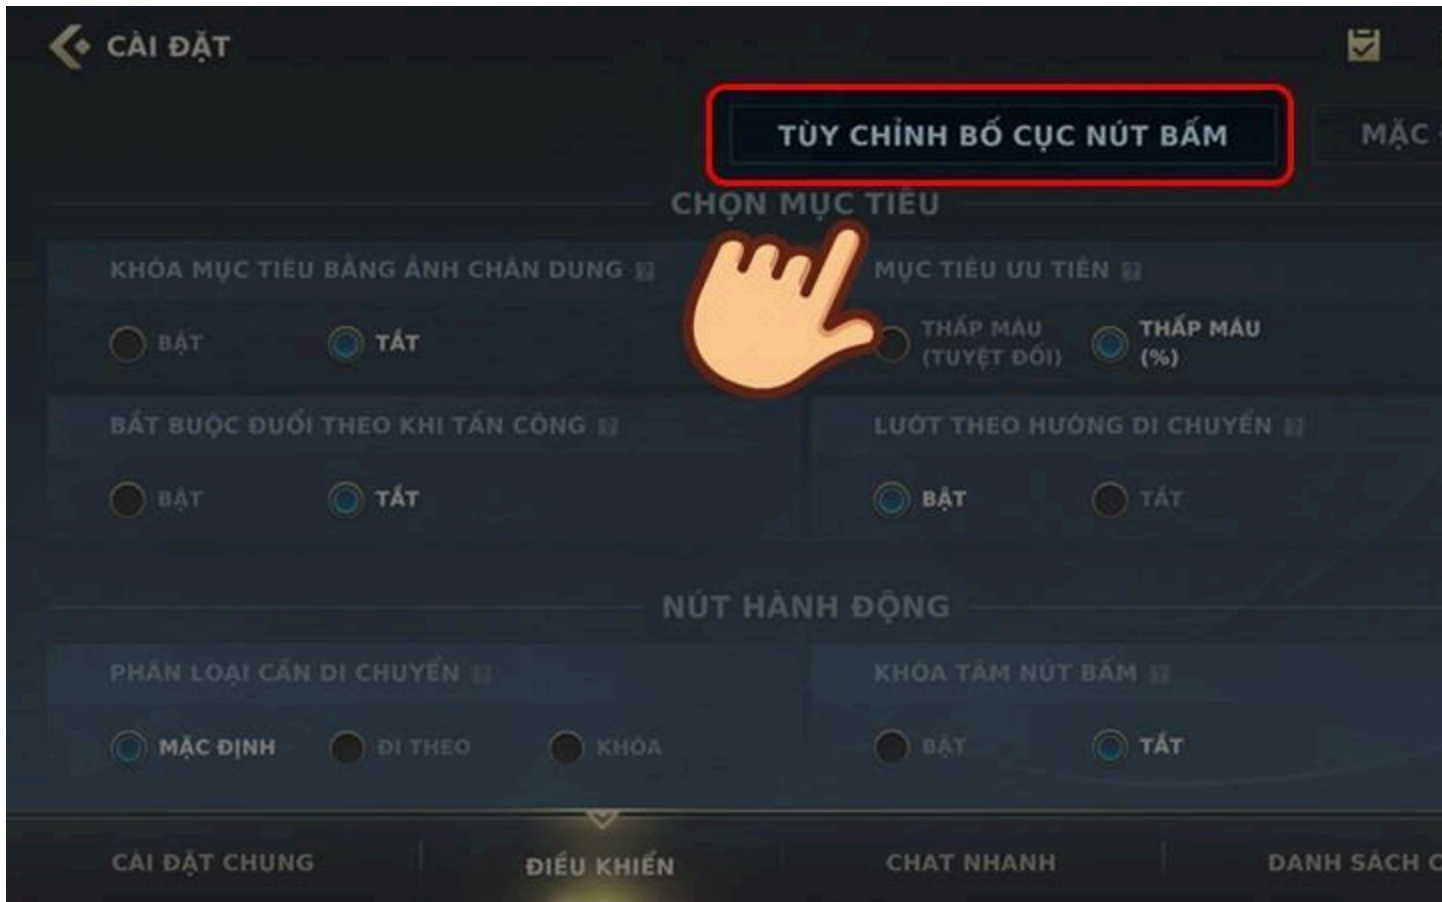 CÀI ĐẶT
TÙY CHỈNH BỐ CỤC NÚT BẤM
MẶC
CHỌN MỤC TIÊU
KHÓA MỤC TIÊU BẰNG ẢNH CHÂN DUNG
MỤC TIÊU ƯU TIÊN
BẬT
TẮT
THẤP MÁU
(TUYỆT ĐỐI)
THẤP MÁU
(%)
BẮT BUỘC ĐUỔI THEO KHI TẤN CÔNG
LƯỚT THEO HƯỚNG DI CHUYỂN
BẬT
TẮT
BẬT
TẮT
NÚT HÀNH ĐỘNG
PHÂN LOẠI CẦN DI CHUYỂN
KHÓA TÂM NÚT BẤM
MẶC ĐỊNH
ĐI THEO
KHÓA
BẬT
TẮT
CÀI ĐẶT CHUNG
ĐIỀU KHIỂN
CHAT NHANH
DANH SÁCH C